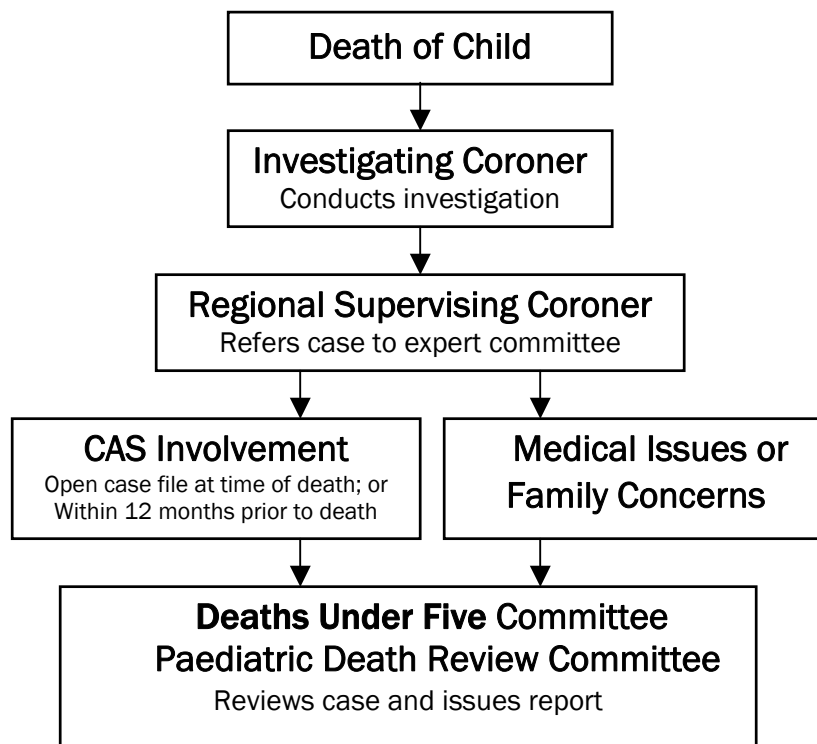 Death of Child
Investigating Coroner
Conducts investigation
Regional Supervising Coroner
Refers case to expert committee
CAS Involvement
Open case file at time of death; or
Within 12 months prior to death
Medical Issues or
Family Concerns
Deaths Under Five Committee
Paediatric Death Review Committee
Reviews case and issues report